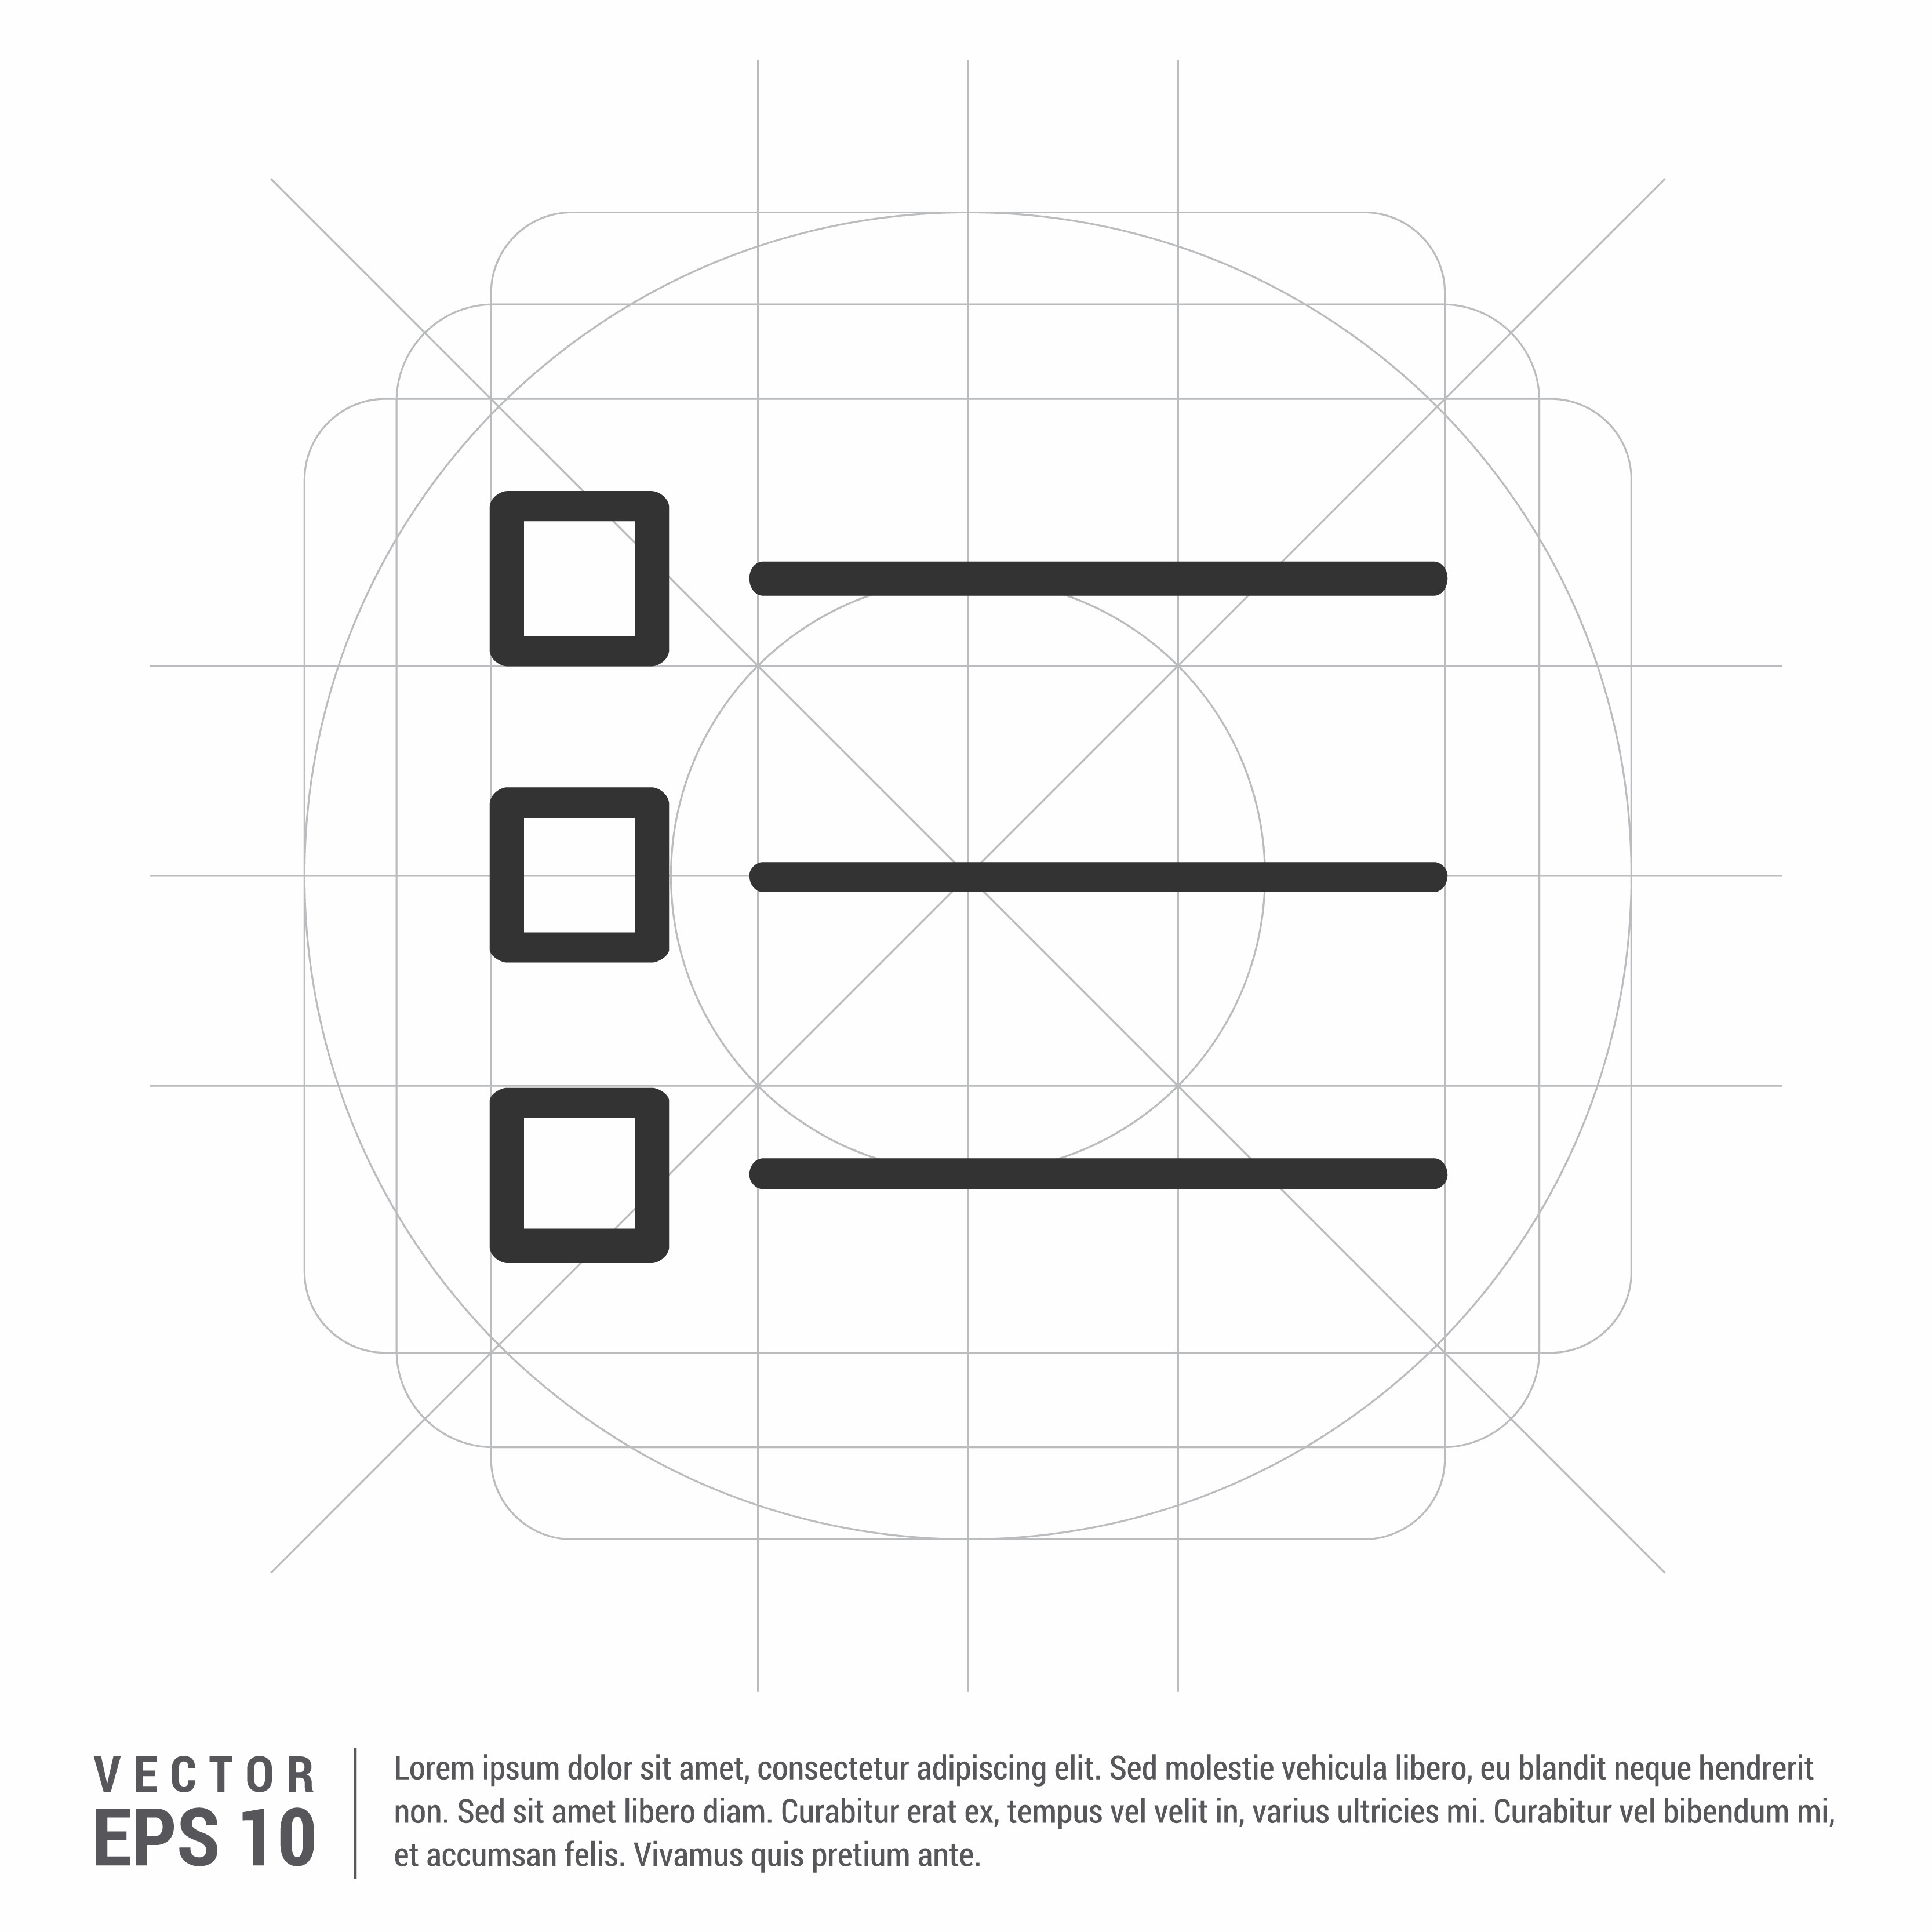 VECTOR
EPS 10
Lorem ipsum dolor sit amet, consectetur adipiscing elit. Sed molestie vehicula libero, eu blandit neque hendrerit
non. Sed sit amet libero diam. Curabitur erat ex, tempus vel velit in, varius ultricies mi. Curabitur vel bibendum mi,
et accumsan felis. Vivamus quis pretium ante.